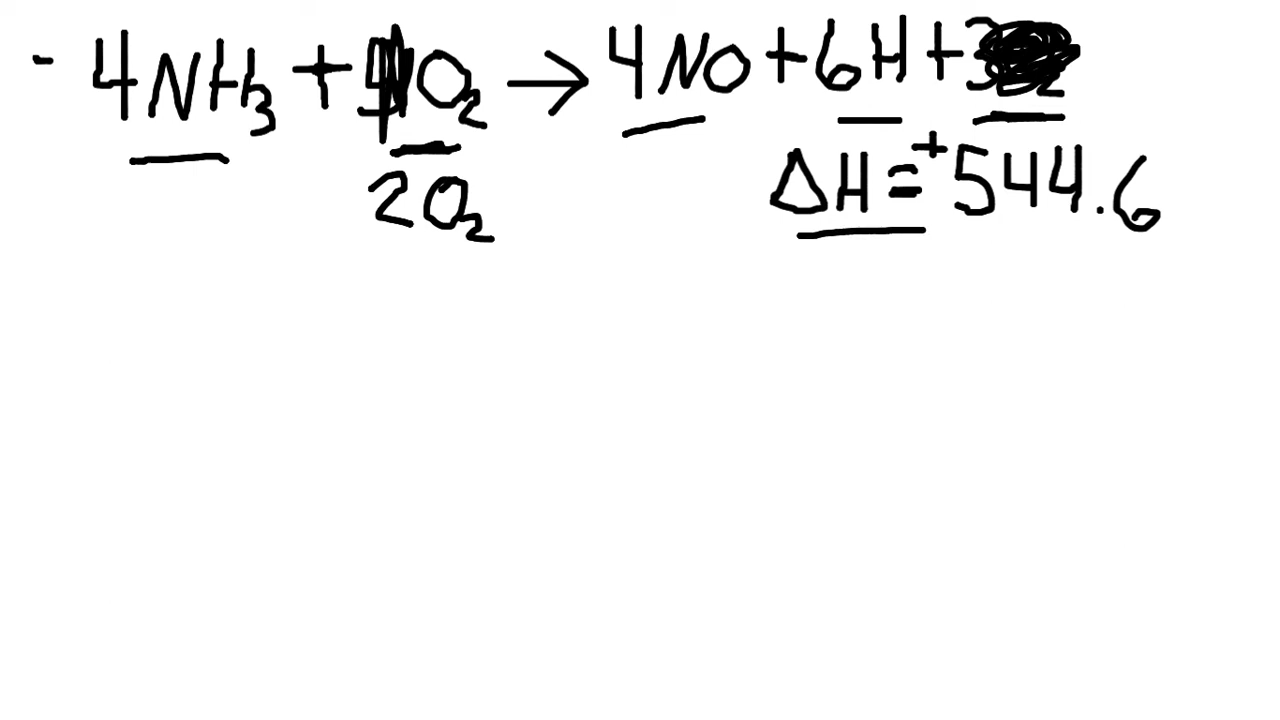 - 4NH₃ + O₂ → 4NO + 6H + 3
2O₂
ΔH = +544.6